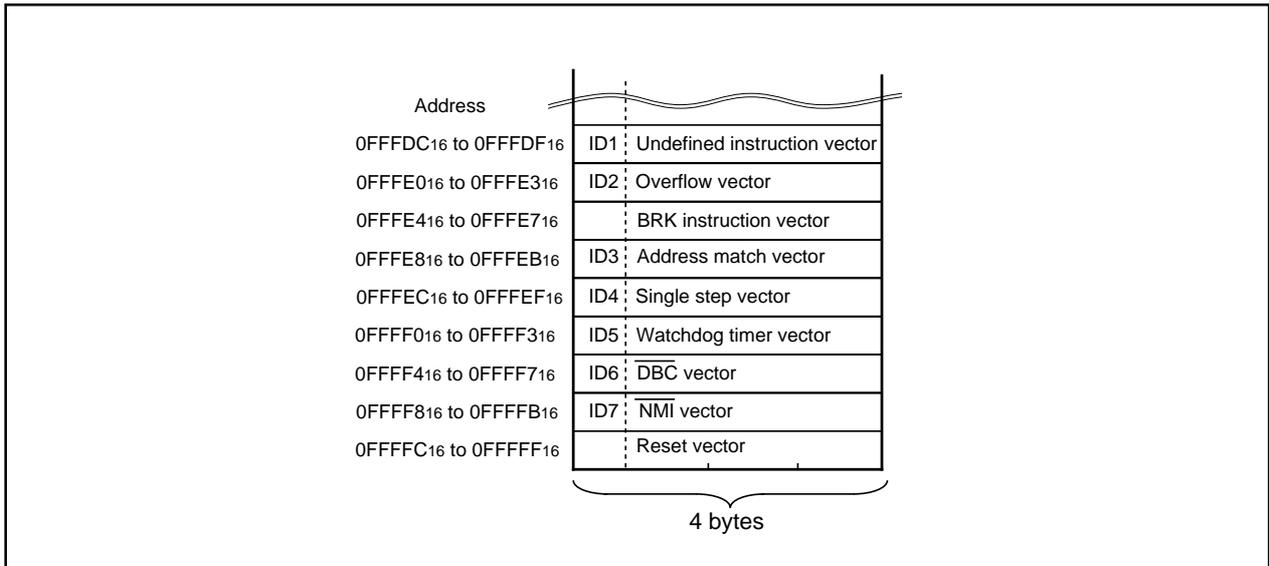 Address
0FFFDC16 to 0FFFDF16 ID1 Undefined instruction vector
0FFFE016 to 0FFFE316 ID2 Overflow vector
0FFFE416 to 0FFFE716 BRK instruction vector
0FFFE816 to 0FFFEB16 ID3 Address match vector
0FFFEC16 to 0FFFEF16 ID4 Single step vector
0FFFF016 to 0FFFF316 ID5 Watchdog timer vector
0FFFF416 to 0FFFF716 ID6 D̅B̅C̅ vector
0FFFF816 to 0FFFFB16 ID7 N̅M̅I̅ vector
0FFFFC16 to 0FFFFF16 Reset vector
4 bytes